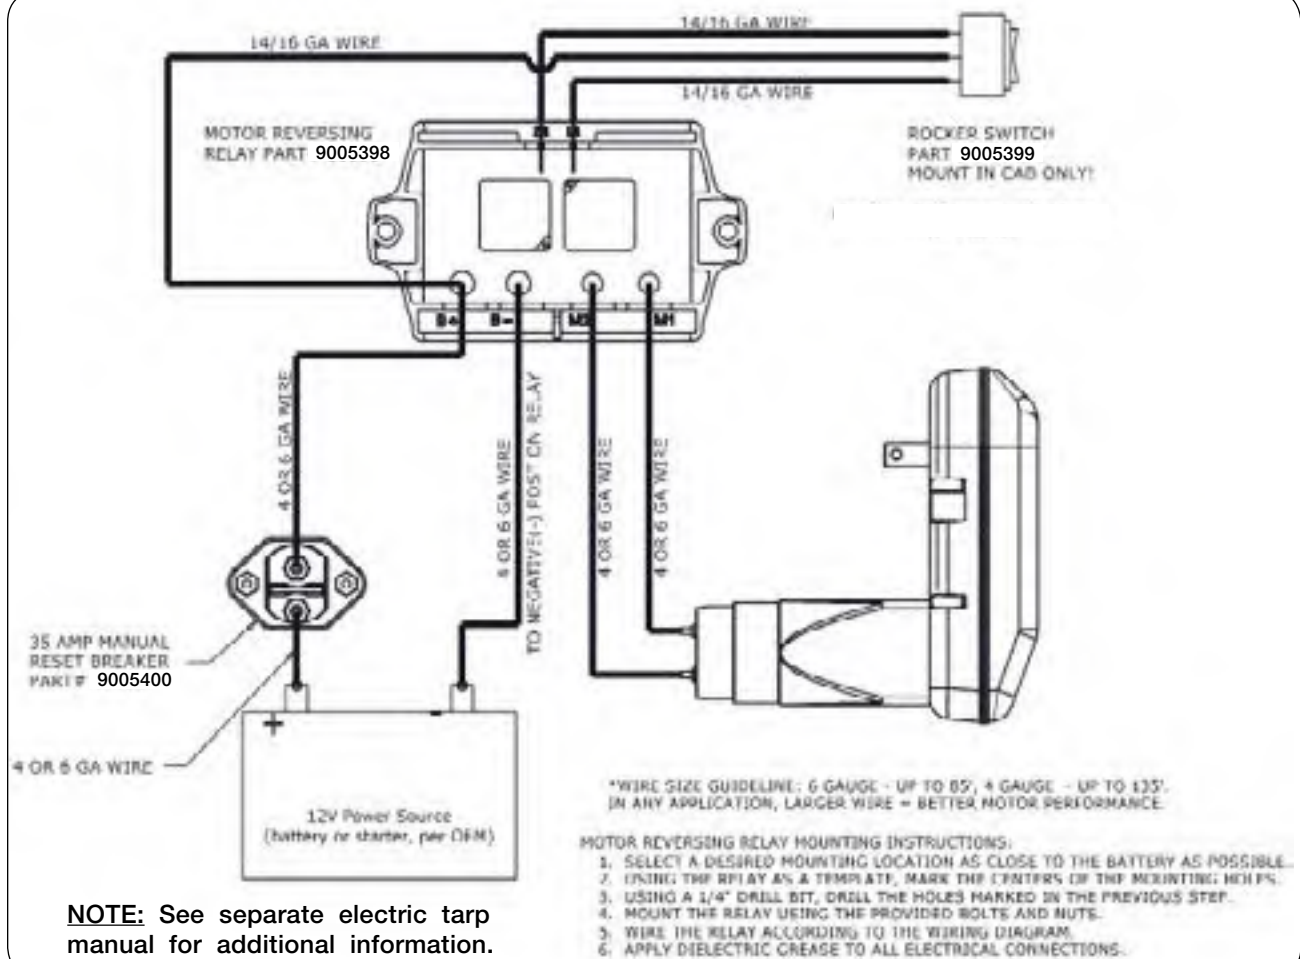 14/16 GA WIRE
14/16 GA WIRE
14/16 GA WIRE
MOTOR REVERSING
RELAY PART 9005398
ROCKER SWITCH
PART 9005399
MOUNT IN CAB ONLY!
B+
B-
M2
M1
4 OR 6 GA WIRE
4 OR 6 GA WIRE
TO NEGATIVE(-) POST ON RELAY
4 OR 6 GA WIRE
4 OR 6 GA WIRE
35 AMP MANUAL
RESET BREAKER
PART# 9005400
4 OR 6 GA WIRE
+
-
12V Power Source
(battery or starter, per OEM)
*WIRE SIZE GUIDELINE: 6 GAUGE - UP TO 85', 4 GAUGE - UP TO 135'.
IN ANY APPLICATION, LARGER WIRE = BETTER MOTOR PERFORMANCE.
MOTOR REVERSING RELAY MOUNTING INSTRUCTIONS:
1. SELECT A DESIRED MOUNTING LOCATION AS CLOSE TO THE BATTERY AS POSSIBLE.
2. USING THE RELAY AS A TEMPLATE, MARK THE CENTERS OF THE MOUNTING HOLES.
3. USING A 1/4" DRILL BIT, DRILL THE HOLES MARKED IN THE PREVIOUS STEP.
4. MOUNT THE RELAY USING THE PROVIDED BOLTS AND NUTS.
5. WIRE THE RELAY ACCORDING TO THE WIRING DIAGRAM.
6. APPLY DIELECTRIC GREASE TO ALL ELECTRICAL CONNECTIONS.
NOTE: See separate electric tarp
manual for additional information.